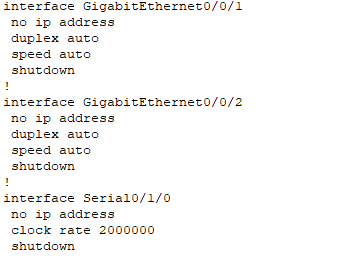 interface GigabitEthernet0/0/1
 no ip address
 duplex auto
 speed auto
 shutdown
!
interface GigabitEthernet0/0/2
 no ip address
 duplex auto
 speed auto
 shutdown
!
interface Serial0/1/0
 no ip address
 clock rate 2000000
 shutdown